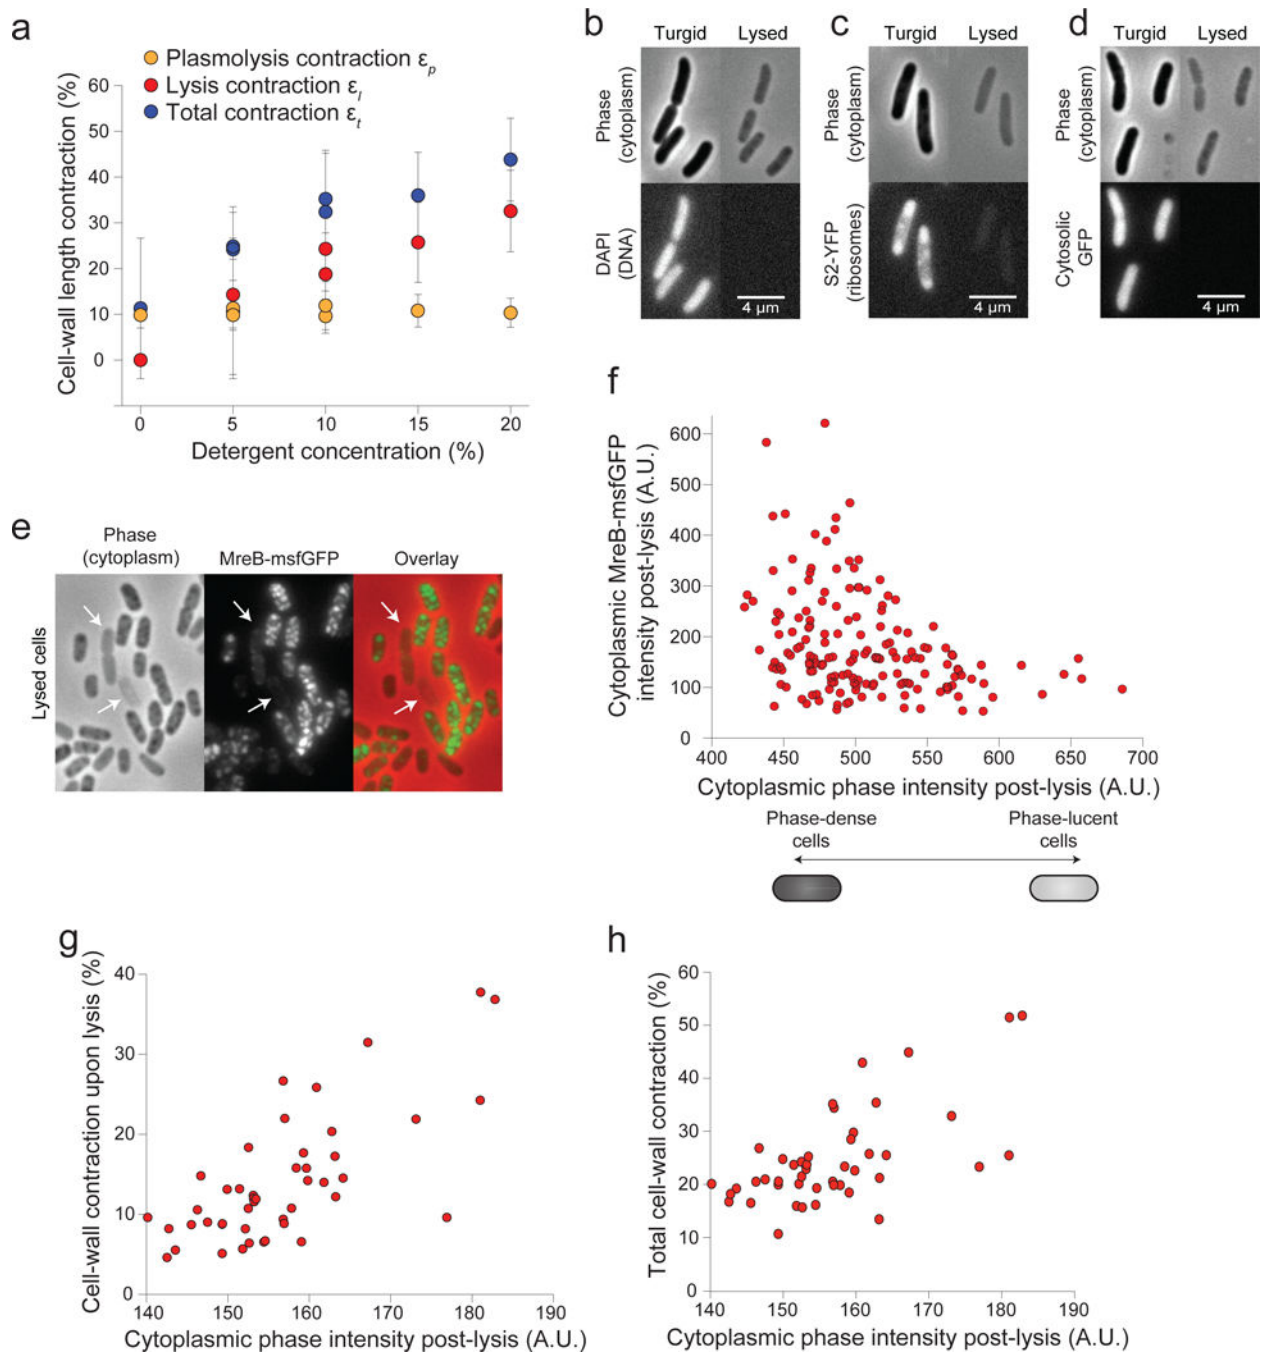 a
Plasmolysis contraction εp
Lysis contraction εl
Total contraction εt
Cell-wall length contraction (%)
60
50
40
30
20
10
0
0
5
10
15
20
Detergent concentration (%)
b
Turgid
Lysed
Phase
(cytoplasm)
DAPI
(DNA)
4 µm
c
Turgid
Lysed
Phase
(cytoplasm)
S2-YFP
(ribosomes)
4 µm
d
Turgid
Lysed
Phase
(cytoplasm)
Cytosolic
GFP
4 µm
e
Phase
(cytoplasm)
MreB-msfGFP
Overlay
Lysed cells
f
Cytoplasmic MreB-msfGFP
intensity post-lysis (A.U.)
600
500
400
300
200
100
0
400
450
500
550
600
650
700
Cytoplasmic phase intensity post-lysis (A.U.)
Phase-dense
cells
Phase-lucent
cells
g
Cell-wall contraction upon lysis (%)
40
30
20
10
0
140
150
160
170
180
190
Cytoplasmic phase intensity post-lysis (A.U.)
h
Total cell-wall contraction (%)
60
50
40
30
20
10
0
140
150
160
170
180
190
Cytoplasmic phase intensity post-lysis (A.U.)